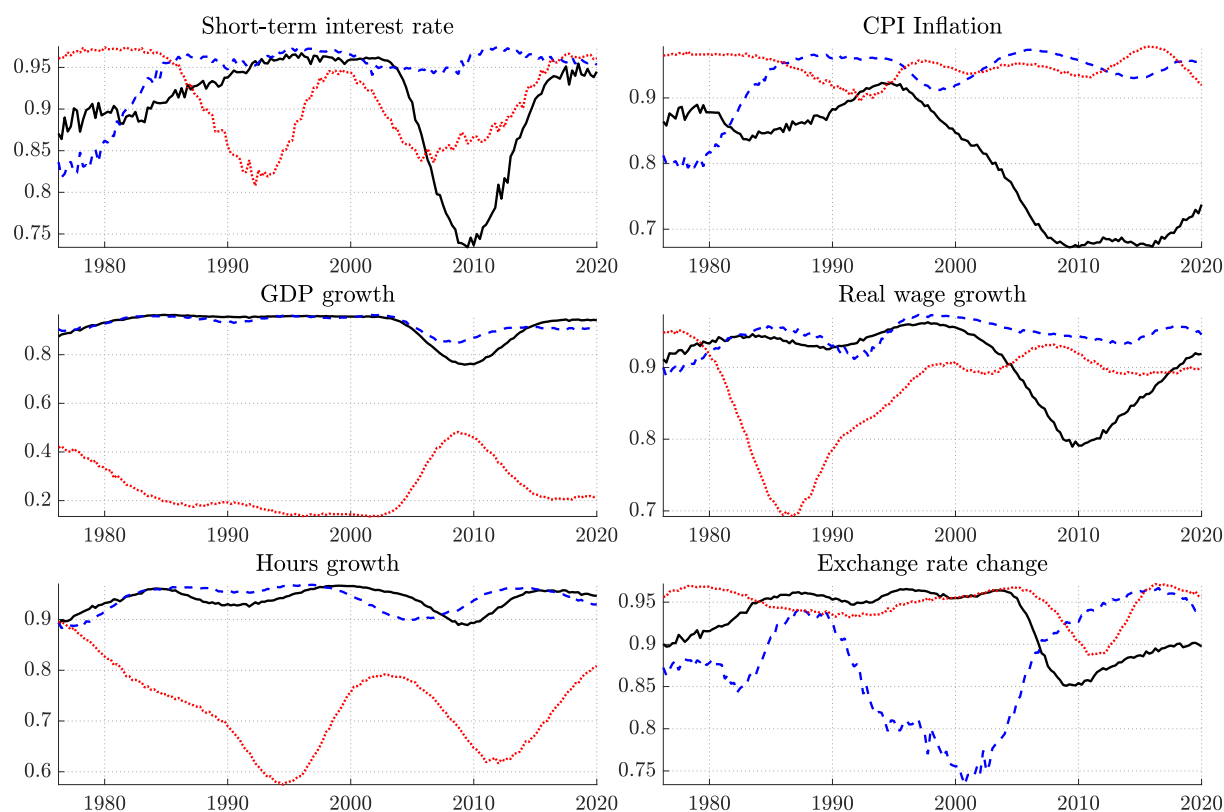 Short-term interest rate
0.95
0.9
0.85
0.8
0.75
1980 1990 2000 2010 2020
CPI Inflation
0.9
0.8
0.7
1980 1990 2000 2010 2020
GDP growth
0.8
0.6
0.4
0.2
1980 1990 2000 2010 2020
Real wage growth
0.9
0.8
0.7
1980 1990 2000 2010 2020
Hours growth
0.9
0.8
0.7
0.6
1980 1990 2000 2010 2020
Exchange rate change
0.95
0.9
0.85
0.8
0.75
1980 1990 2000 2010 2020